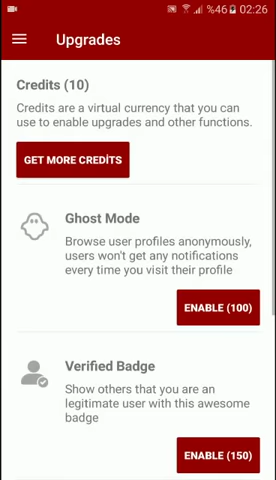 %46 02:26
Upgrades
Credits (10)
Credits are a virtual currency that you can
use to enable upgrades and other functions.
GET MORE CREDİTS
Ghost Mode
Browse user profiles anonymously,
users won't get any notifications
every time you visit their profile
ENABLE (100)
Verified Badge
Show others that you are an
legitimate user with this awesome
badge
ENABLE (150)